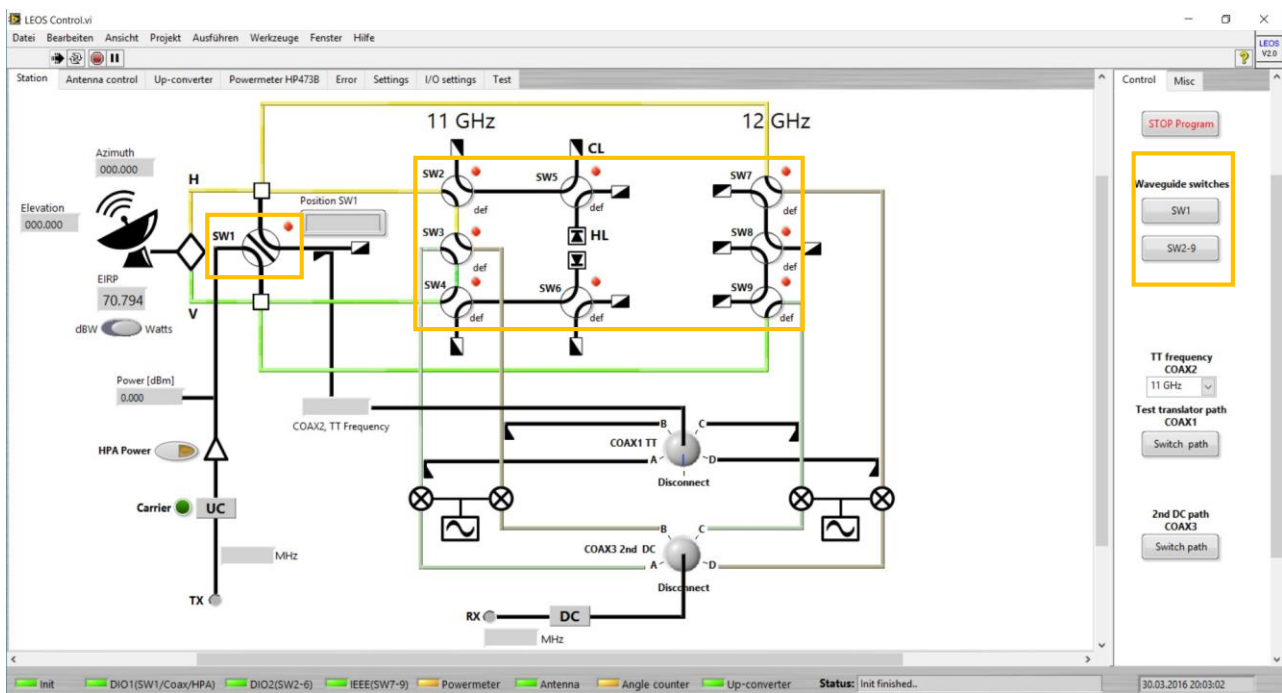 LEOS Control.vi
Datei Bearbeiten Ansicht Projekt Ausführen Werkzeuge Fenster Hilfe
LEOS
V2.0
Station Antenna control Up-converter Powermeter HP473B Error Settings I/O settings Test
Control Misc
11 GHz 12 GHz
STOP Program
Azimuth
000.000
CL
SW2 SW5 SW7
def def def
H
Elevation
000.000
Position SW1
Waveguide switches
SW1
SW2-9
SW1
SW3 HL SW8
def def
EIRP
70.794
SW4 SW6 SW9
def def def
V
dBW Watts
TT frequency
COAX2
11 GHz
Power [dBm]
0.000
Test translator path
COAX1
Switch path
COAX2, TT Frequency
B C
COAX1 TT
A D
Disconnect
HPA Power
Carrier UC
2nd DC path
COAX3
Switch path
B C
COAX3 2nd DC
A D
Disconnect
MHz
TX
RX DC
MHz
Init DIO1(SW1/Coax/HPA) DIO2(SW2-6) IEEE(SW7-9) Powermeter Antenna Angle counter Up-converter Status: Init finished.. 30.03.2016 20:03:02